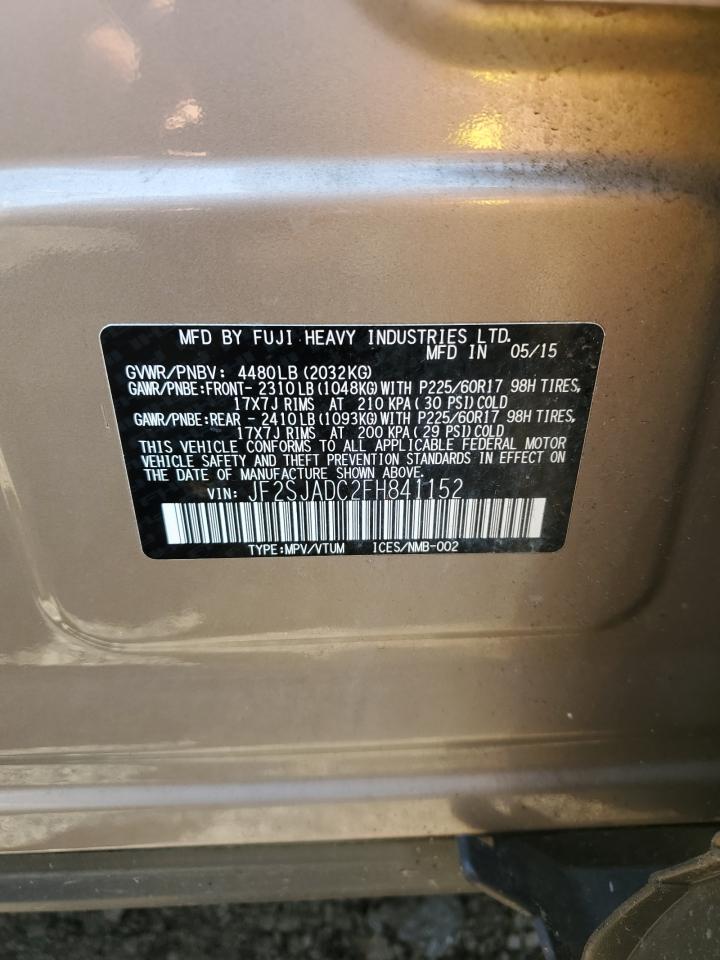 MFD BY FUJI HEAVY INDUSTRIES LTD.
MFD IN 05/15
GVWR/PNBV: 4480LB (2032KG)
GAWR/PNBE:FRONT- 2310LB (1048KG) WITH P225/60R17 98H TIRES,
17X7J RIMS AT 210 KPA (30 PSI) COLD
GAWR/PNBE:REAR - 2410LB (1093KG) WITH P225/60R17 98H TIRES,
17X7J RIMS AT 200 KPA (29 PSI) COLD
THIS VEHICLE CONFORMS TO ALL APPLICABLE FEDERAL MOTOR
VEHICLE SAFETY AND THEFT PREVENTION STANDARDS IN EFFECT ON
THE DATE OF MANUFACTURE SHOWN ABOVE.
VIN: JF2SJADC2FH841152
TYPE:MPV/VTUM ICES/NMB-002